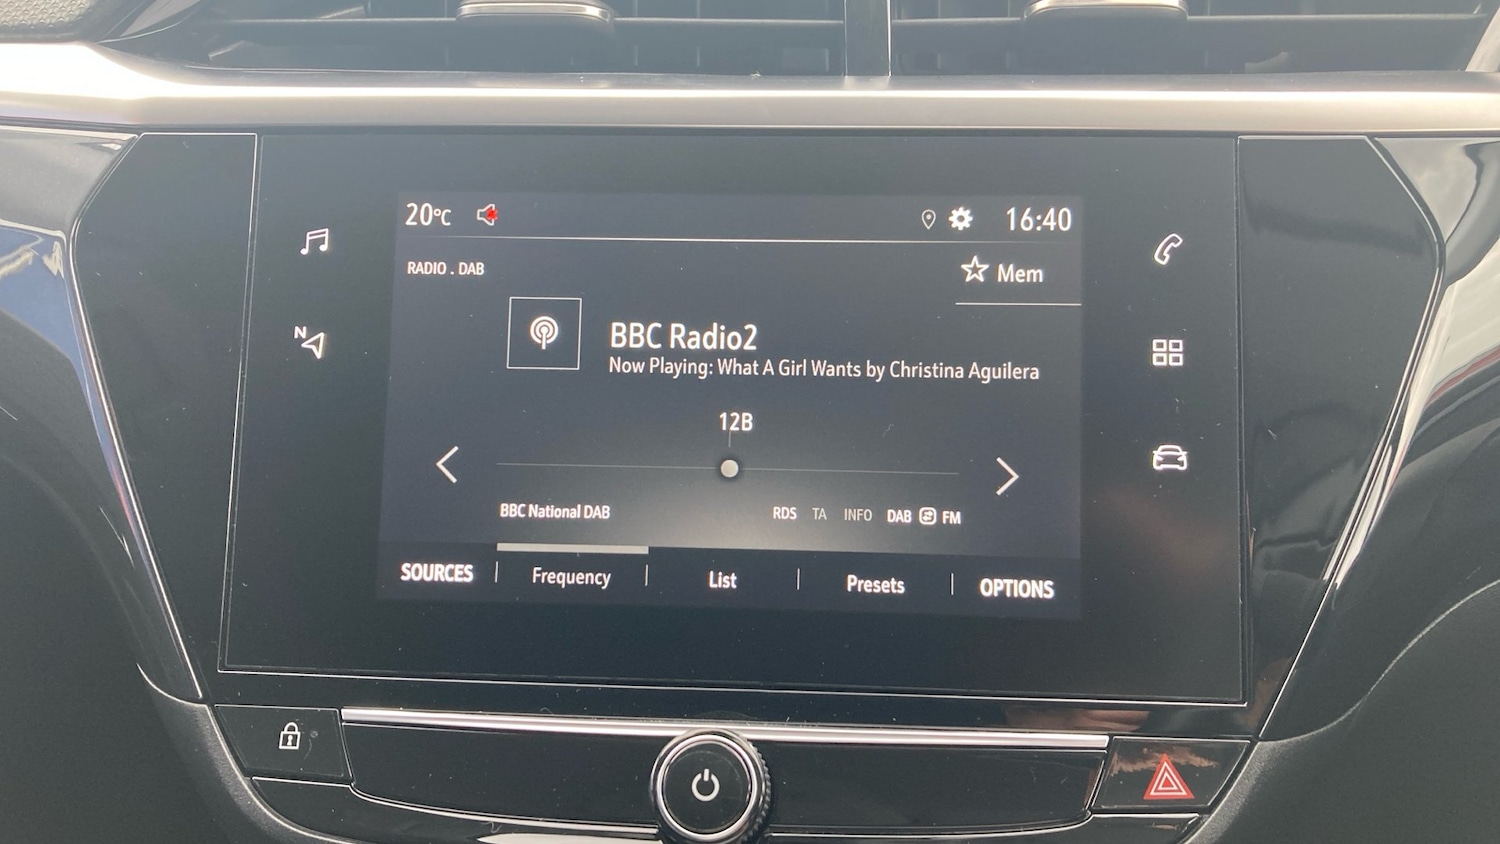 20°C
16:40
RADIO . DAB
Mem
BBC Radio2
Now Playing: What A Girl Wants by Christina Aguilera
N
12B
BBC National DAB
RDS TA INFO DAB FM
SOURCES Frequency List Presets OPTIONS